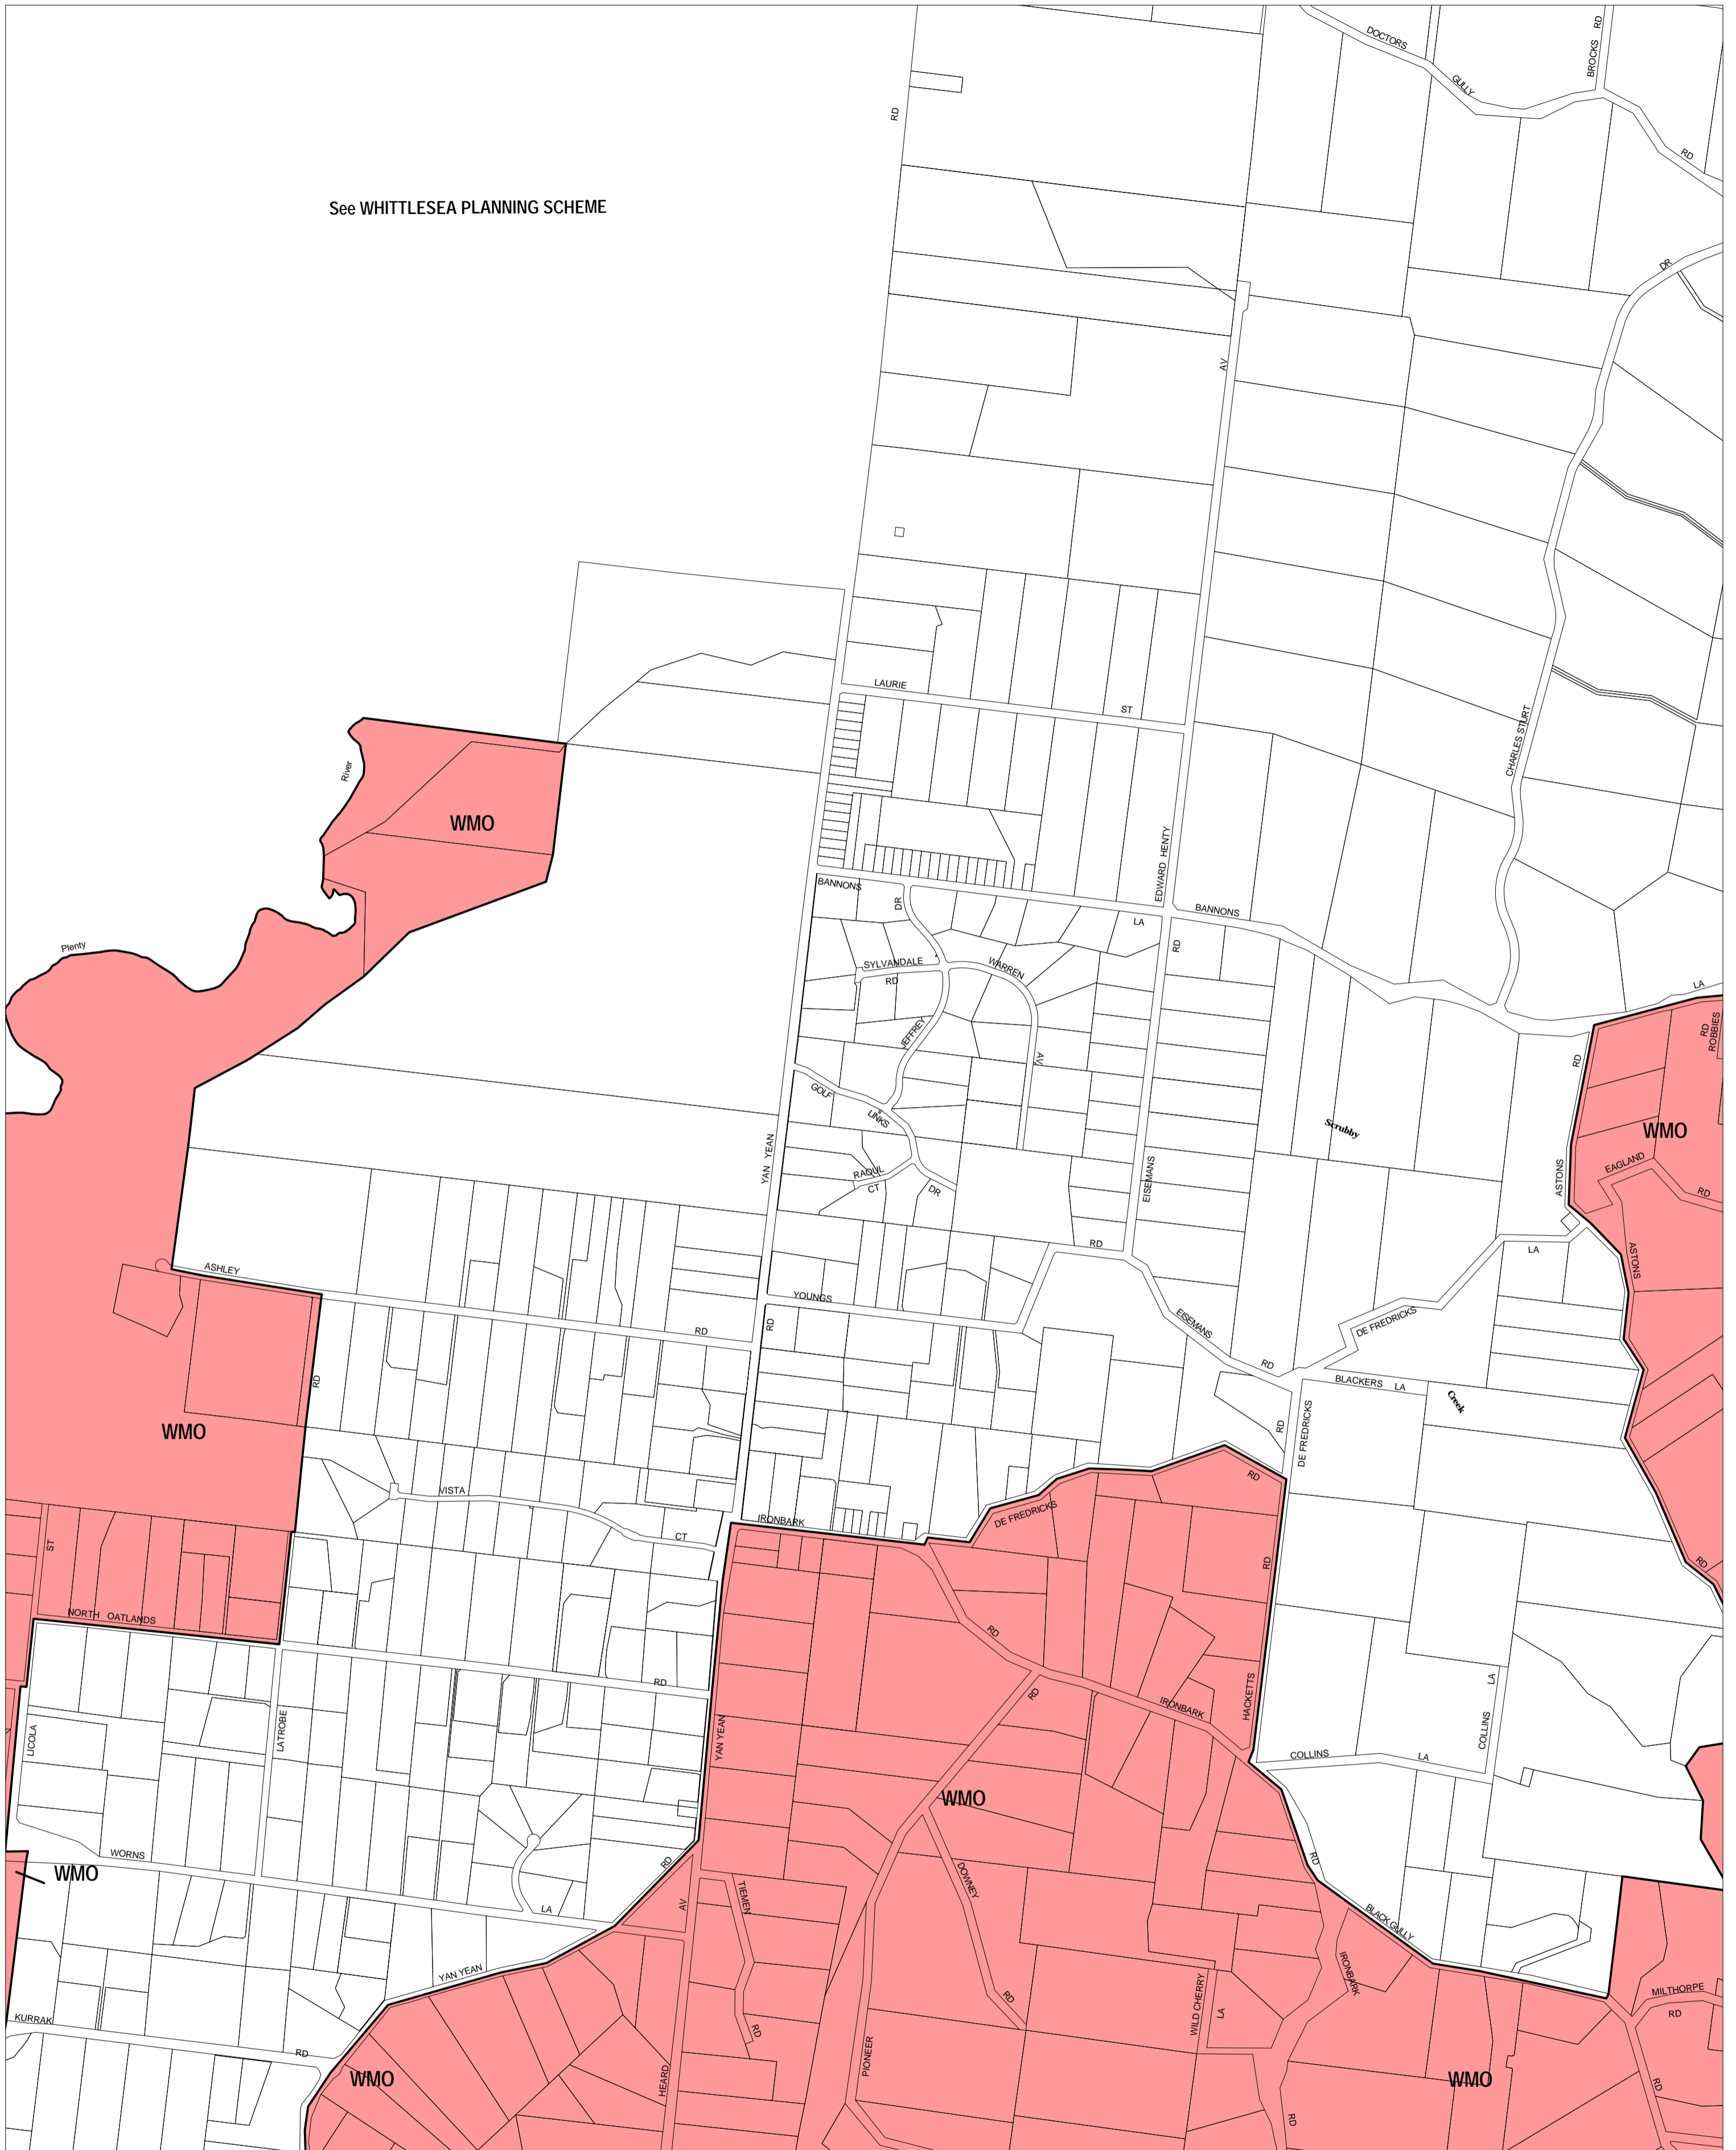 DOCTORS
GULLY
BROCKS RD
RD
RD
See WHITTLESEA PLANNING SCHEME
DR
AV
LAURIE
ST
CHARLES STURT
River
WMO
EDWARD HENTY
BANNONS
LA
BANNONS
DR
RD
Plenty
SYLVANDALE
RD
WARREN
LA
JEFFREY
AV
RD
ROBBIES
RD
GOLF
LINKS
Scrubby
WMO
YAN YEAN
RAOUL
CT
DR
EISEMANS
ASTONS
EAGLAND
RD
RD
LA
ASTONS
ASHLEY
YOUNGS
RD
RD
EISEMANS
DE FREDRICKS
RD
RD
BLACKERS LA
Creek
WMO
RD
DE FREDRICKS
RD
VISTA
CT
IRONBARK
DE FREDRICKS
ST
RD
RD
NORTH OATLANDS
RD
RD
RD
LICOLA
LATROBE
YAN YEAN
IRONBARK
HACKETTS
LA
COLLINS
COLLINS
LA
WMO
WORNS
WMO
RD
RD
LA
AV
TIEMEN
DOWNEY
BLACK GULLY
YAN YEAN
IRONBARK
MILTHORPE
RD
KURRAK
RD
RD
RD
WILD CHERRY
LA
PIONEER
HEARD
WMO
WMO
RD
RD